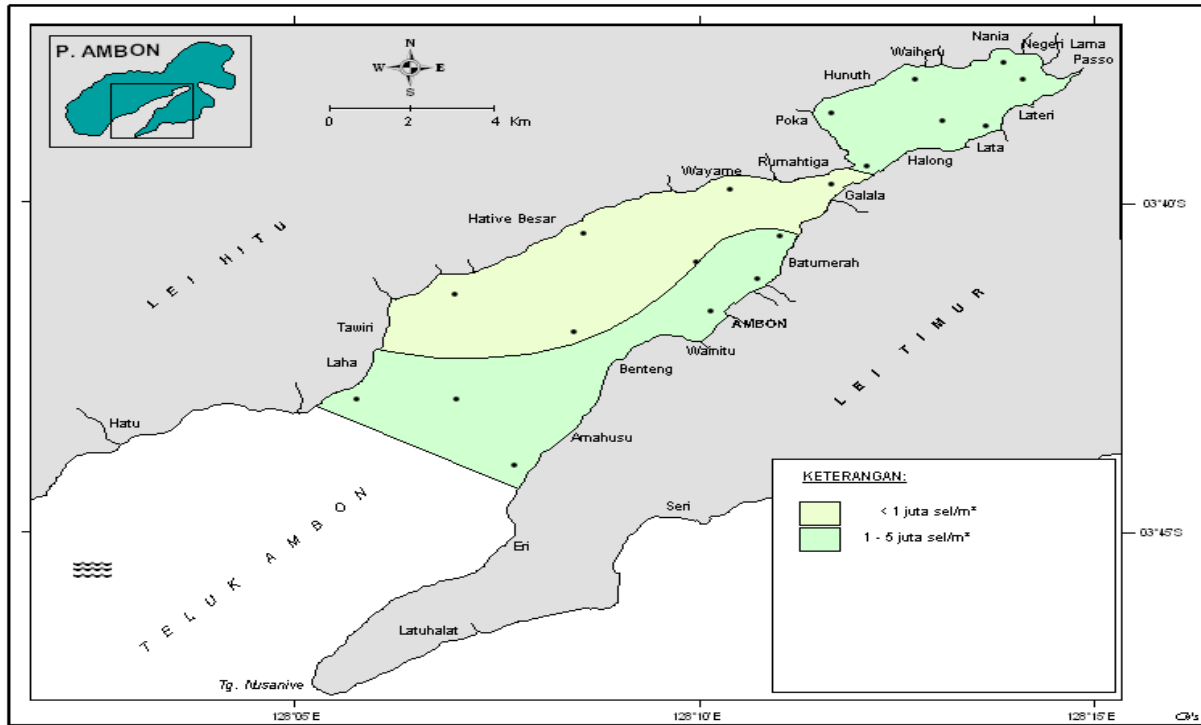 P. AMBON
N
W E
S
0 2 4 Km
Nania
Negeri Lama
Waiheru
Passo
Hunuth
Poka
Lateri
Lata
Halong
Rumahtiga
Wayame
Galala
03°40'S
Hative Besar
LEI HITU
Batumerah
AMBON
Tawiri
Wainitu
LEI TIMUR
Laha
Benteng
Hatu
Amahusu
KETERANGAN:
< 1 juta sel/m³
1 - 5 juta sel/m³
Seri
TELUK AMBON
Eri
03°45'S
Latuhalat
Tg. Nusanive
128°05'E
128°10'E
128°15'E